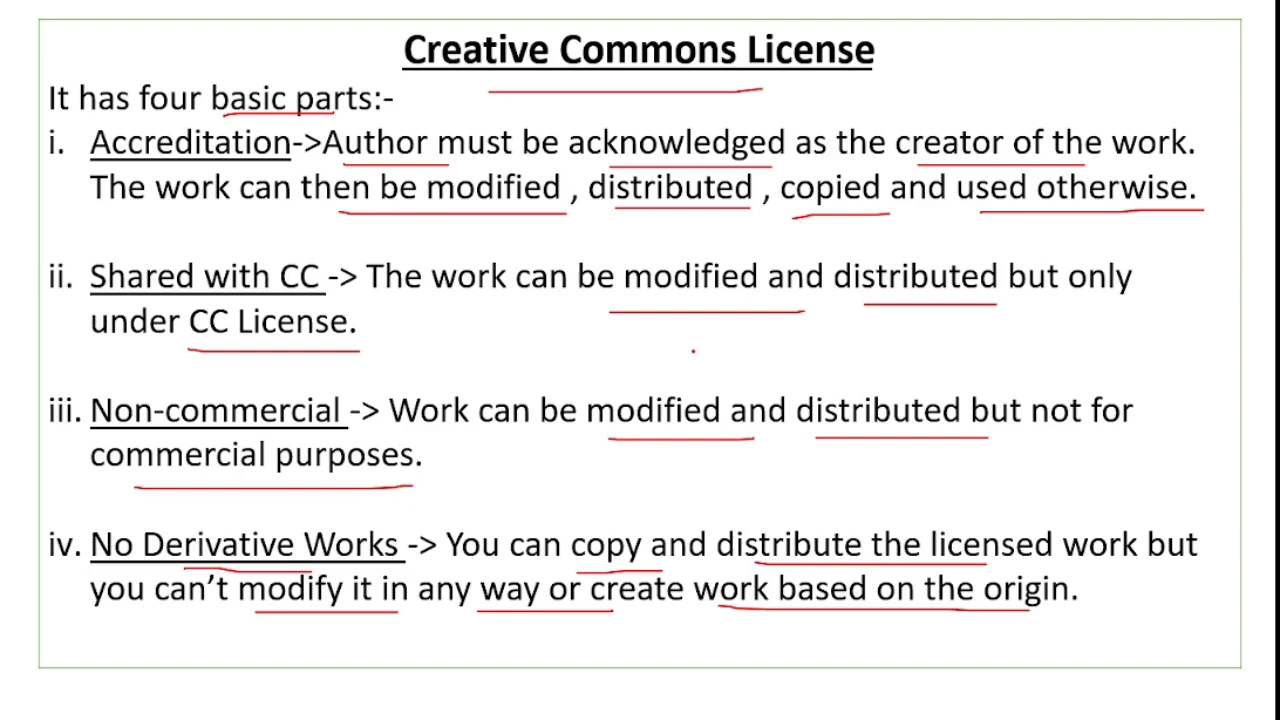 Creative Commons License
It has four basic parts:-
i. Accreditation->Author must be acknowledged as the creator of the work.
The work can then be modified , distributed , copied and used otherwise.
ii. Shared with CC -> The work can be modified and distributed but only
under CC License.
iii. Non-commercial -> Work can be modified and distributed but not for
commercial purposes.
iv. No Derivative Works -> You can copy and distribute the licensed work but
you can’t modify it in any way or create work based on the origin.